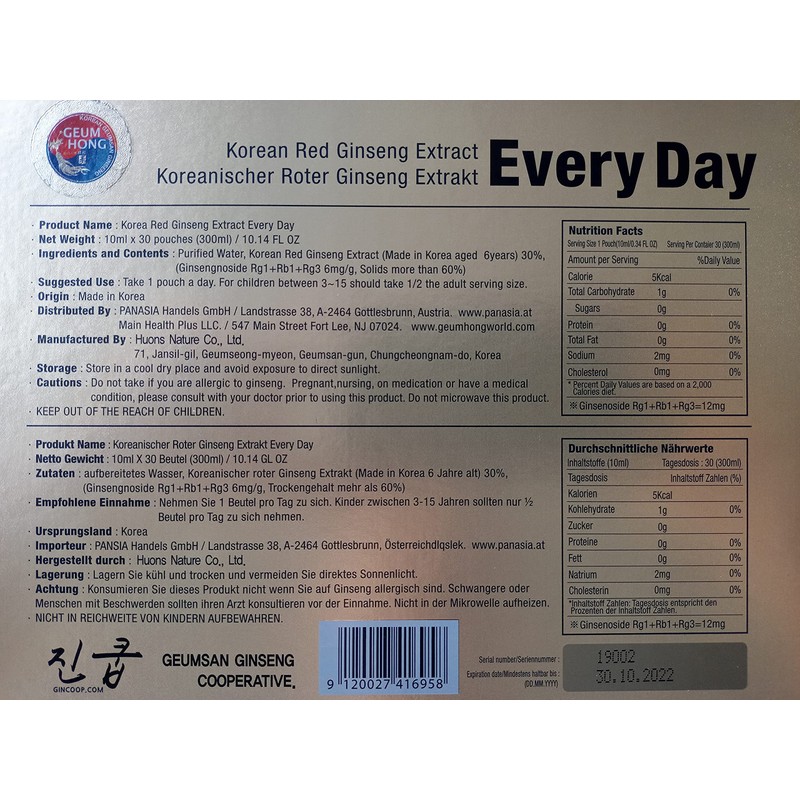 KOREAN GEUMSAN GINSENG
GEUM
HONG
Korean Red Ginseng Extract
Koreanischer Roter Ginseng Extrakt
Every Day
· Product Name : Korea Red Ginseng Extract Every Day
· Net Weight : 10ml x 30 pouches (300ml) / 10.14 FL OZ
· Ingredients and Contents : Purified Water, Korean Red Ginseng Extract (Made in Korea aged 6years) 30%,
(Ginsengnoside Rg1+Rb1+Rg3 6mg/g, Solids more than 60%)
· Suggested Use : Take 1 pouch a day. For children between 3~15 should take 1/2 the adult serving size.
· Origin : Made in Korea
· Distributed By : PANASIA Handels GmbH / Landstrasse 38, A-2464 Gottlesbrunn, Austria. www.panasia.at
Main Health Plus LLC. / 547 Main Street Fort Lee, NJ 07024. www.geumhongworld.com
· Manufactured By : Huons Nature Co., Ltd.
71, Jansil-gil, Geumseong-myeon, Geumsan-gun, Chungcheongnam-do, Korea
· Storage : Store in a cool dry place and avoid exposure to direct sunlight.
· Cautions : Do not take if you are allergic to ginseng. Pregnant,nursing, on medication or have a medical
condition, please consult with your doctor prior to using this product. Do not microwave this product.
· KEEP OUT OF THE REACH OF CHILDREN.
Nutrition Facts
Serving Size 1 Pouch(10ml/0.34 FL OZ) Serving Per Contaier 30 (300ml)
Amount per Serving %Daily Value
Calorie 5Kcal
Total Carbohydrate 1g 0%
Sugars 0g
Protein 0g 0%
Total Fat 0g 0%
Sodium 2mg 0%
Cholesterol 0mg 0%
* Percent Daily Values are based on a 2,000
Calories diet.
※ Ginsenoside Rg1+Rb1+Rg3=12mg
· Produkt Name : Koreanischer Roter Ginseng Extrakt Every Day
· Netto Gewicht : 10ml X 30 Beutel (300ml) / 10.14 GL OZ
· Zutaten : aufbereitetes Wasser, Koreanischer roter Ginseng Extrakt (Made in Korea 6 Jahre alt) 30%,
(Ginsengnoside Rg1+Rb1+Rg3 6mg/g, Trockengehalt mehr als 60%)
· Empfohlene Einnahme : Nehmen Sie 1 Beutel pro Tag zu sich. Kinder zwischen 3-15 Jahren sollten nur ½
Beutel pro Tag zu sich nehmen.
· Ursprungsland : Korea
· Importeur : PANSIA Handels GmbH / Landstrasse 38, A-2464 Gottlesbrunn, Österreichdlqslek. www.panasia.at
· Hergestellt durch : Huons Nature Co., Ltd.
· Lagerung : Lagern Sie kühl und trocken und vermeiden Sie direktes Sonnenlicht.
· Achtung : Konsumieren Sie dieses Produkt nicht wenn Sie auf Ginseng allergisch sind. Schwangere oder
Menschen mit Beschwerden sollten ihren Arzt konsultieren vor der Einnahme. Nicht in der Mikrowelle aufheizen.
· NICHT IN REICHWEITE VON KINDERN AUFBEWAHREN.
Durchschnittliche Nährwerte
Inhaltstoffe (10ml) Tagesdosis : 30 (300ml)
Tagesdosis Inhaltstoff Zahlen (%)
Kalorien 5Kcal
Kohlehydrate 1g 0%
Zucker 0g
Proteine 0g 0%
Fett 0g 0%
Natrium 2mg 0%
Cholesterin 0mg 0%
*Inhaltstoff Zahlen: Tagesdosis entspricht den
Prozenten der Inhaltstoff Zahlen.
※ Ginsenoside Rg1+Rb1+Rg3=12mg
진쿱
GINCOOP.COM
GEUMSAN GINSENG
COOPERATIVE.
9 120027 416958
Serial number/Seriennummer :
Expiration date/Mindestens haltbar bis :
(DD.MM.YYYY)
19002
30.10.2022